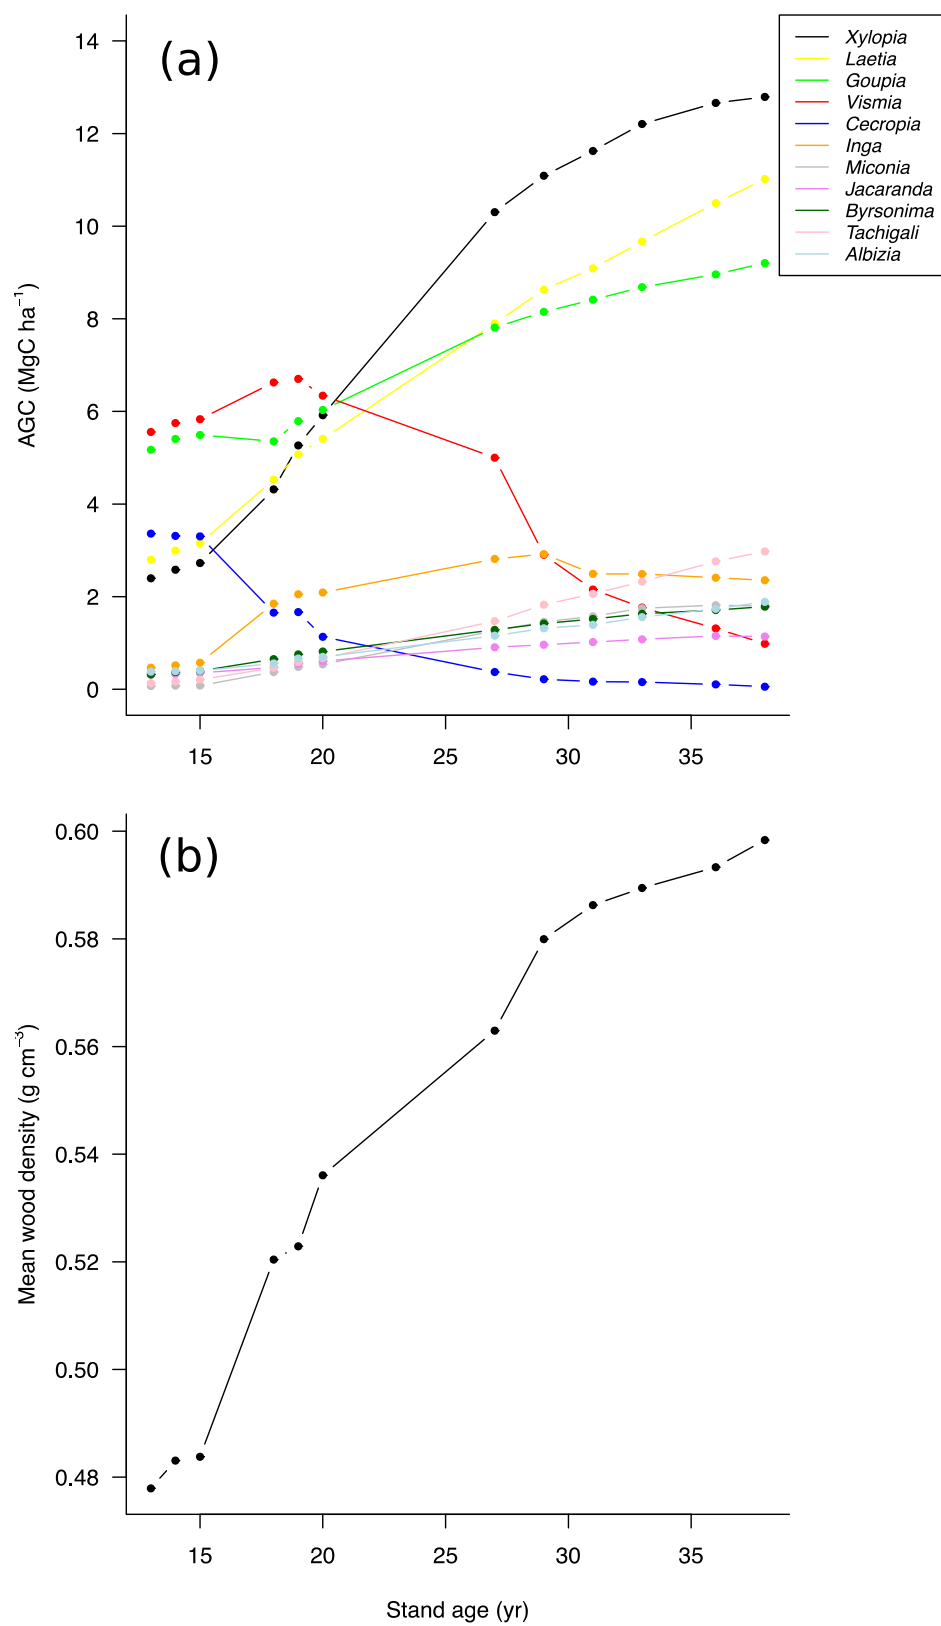 (a)
14
12
10
8
6
4
2
0
AGC (MgC ha⁻¹)
15 20 25 30 35
Xylopia
Laetia
Goupia
Vismia
Cecropia
Inga
Miconia
Jacaranda
Byrsonima
Tachigali
Albizia
(b)
0.60
0.58
0.56
0.54
0.52
0.50
0.48
Mean wood density (g cm⁻³)
15 20 25 30 35
Stand age (yr)